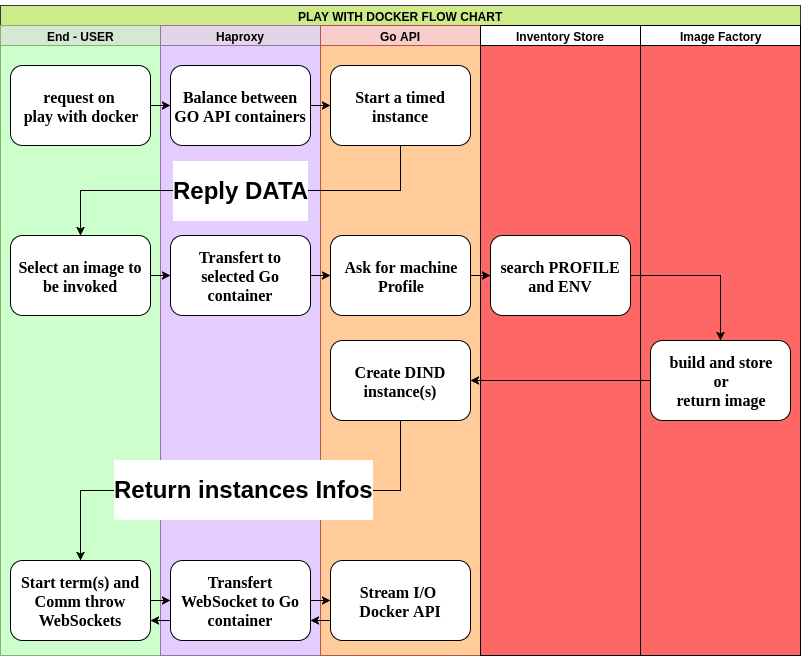 PLAY WITH DOCKER FLOW CHART
End - USER
Haproxy
Go API
Inventory Store
Image Factory
request on
play with docker
Balance between
GO API containers
Start a timed
instance
Reply DATA
Select an image to
be invoked
Transfert to
selected Go
container
Ask for machine
Profile
search PROFILE
and ENV
Create DIND
instance(s)
build and store
or
return image
Return instances Infos
Start term(s) and
Comm throw
WebSockets
Transfert
WebSocket to Go
container
Stream I/O
Docker API